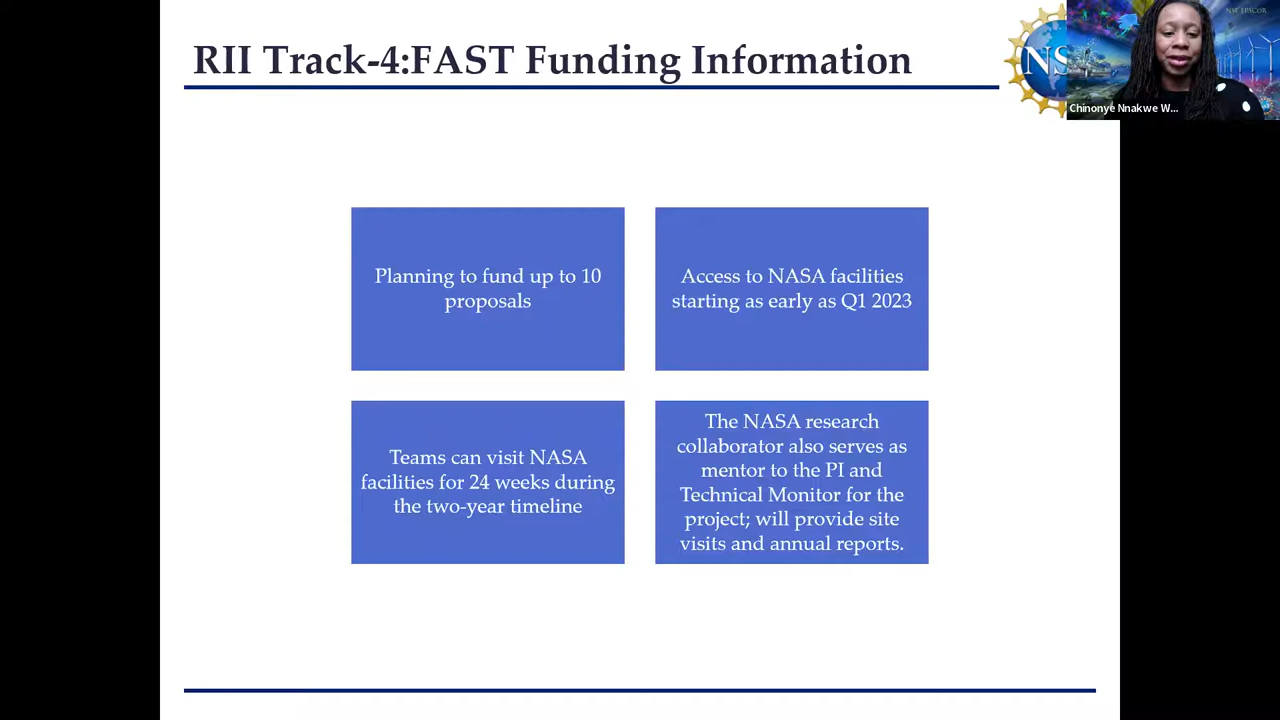 RII Track-4:FAST Funding Information
NS
NSF EPSCOR
Chinonye Nnakwe W...
Planning to fund up to 10
proposals
Access to NASA facilities
starting as early as Q1 2023
Teams can visit NASA
facilities for 24 weeks during
the two-year timeline
The NASA research
collaborator also serves as
mentor to the PI and
Technical Monitor for the
project; will provide site
visits and annual reports.